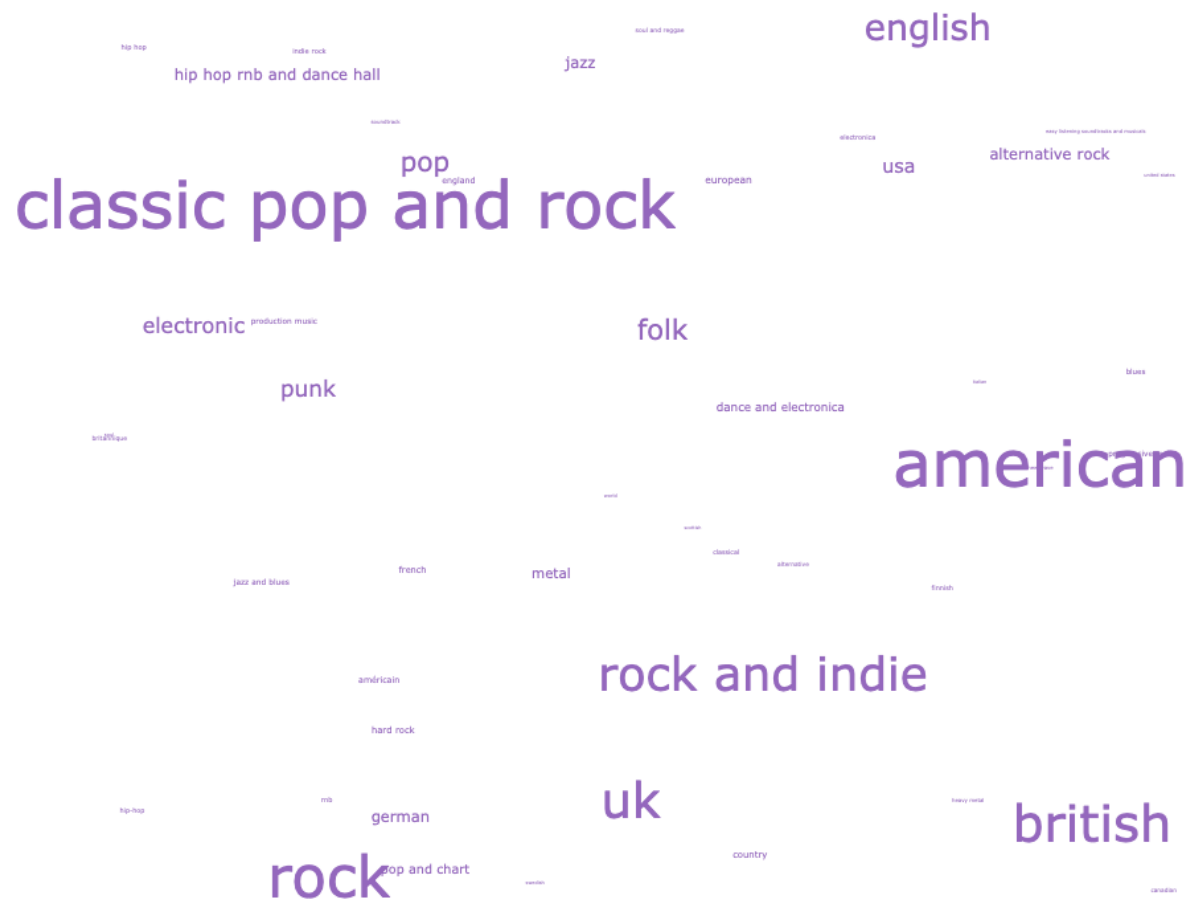 english
soul and reggae
hip hop
indie rock
jazz
hip hop rnb and dance hall
soundtrack
easy listening soundtracks and musicals
electronica
alternative rock
pop
usa
united states
england
european
classic pop and rock
production music
electronic
folk
blues
punk
dance and electronica
britannique
american
world
scottish
classical
alternative
french
metal
jazz and blues
finnish
rock and indie
américain
hard rock
uk
rnb
heavy metal
hip-hop
german
british
country
rock
pop and chart
swedish
canadian